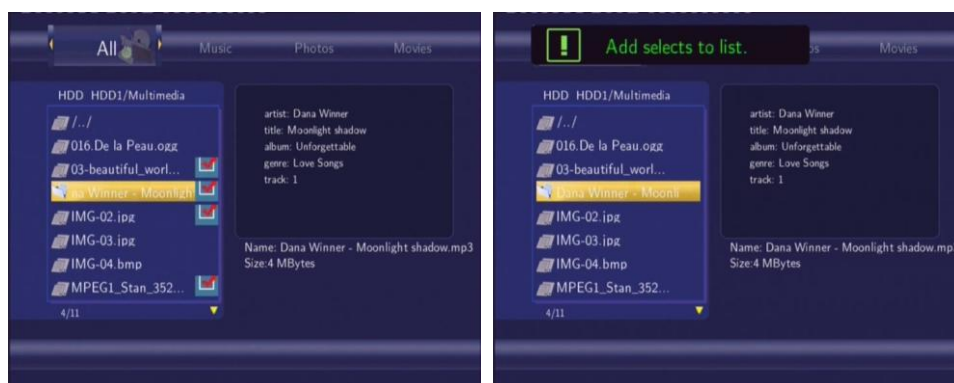 All Music Photos Movies
HDD HDD1/Multimedia
/../
016.De la Peau.ogg
03-beautiful_worl...
na Winner - Moonligh
IMG-02.jpg
IMG-03.jpg
IMG-04.bmp
MPEG1_Stan_352...
4/11
artist: Dana Winner
title: Moonlight shadow
album: Unforgettable
genre: Love Songs
track: 1
Name: Dana Winner - Moonlight shadow.mp3
Size:4 MBytes
! Add selects to list. os Movies
HDD HDD1/Multimedia
/../
016.De la Peau.ogg
03-beautiful_worl...
Dana Winner - Moonli
IMG-02.jpg
IMG-03.jpg
IMG-04.bmp
MPEG1_Stan_352...
4/11
artist: Dana Winner
title: Moonlight shadow
album: Unforgettable
genre: Love Songs
track: 1
Name: Dana Winner - Moonlight shadow.mp
Size:4 MBytes